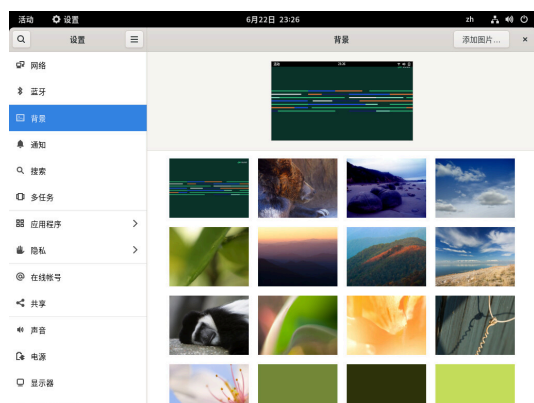 活动 设置 6月22日 23:26 zh
设置 背景 添加图片...
网络
蓝牙
背景
通知
搜索
多任务
应用程序
隐私
在线帐号
共享
声音
电源
显示器